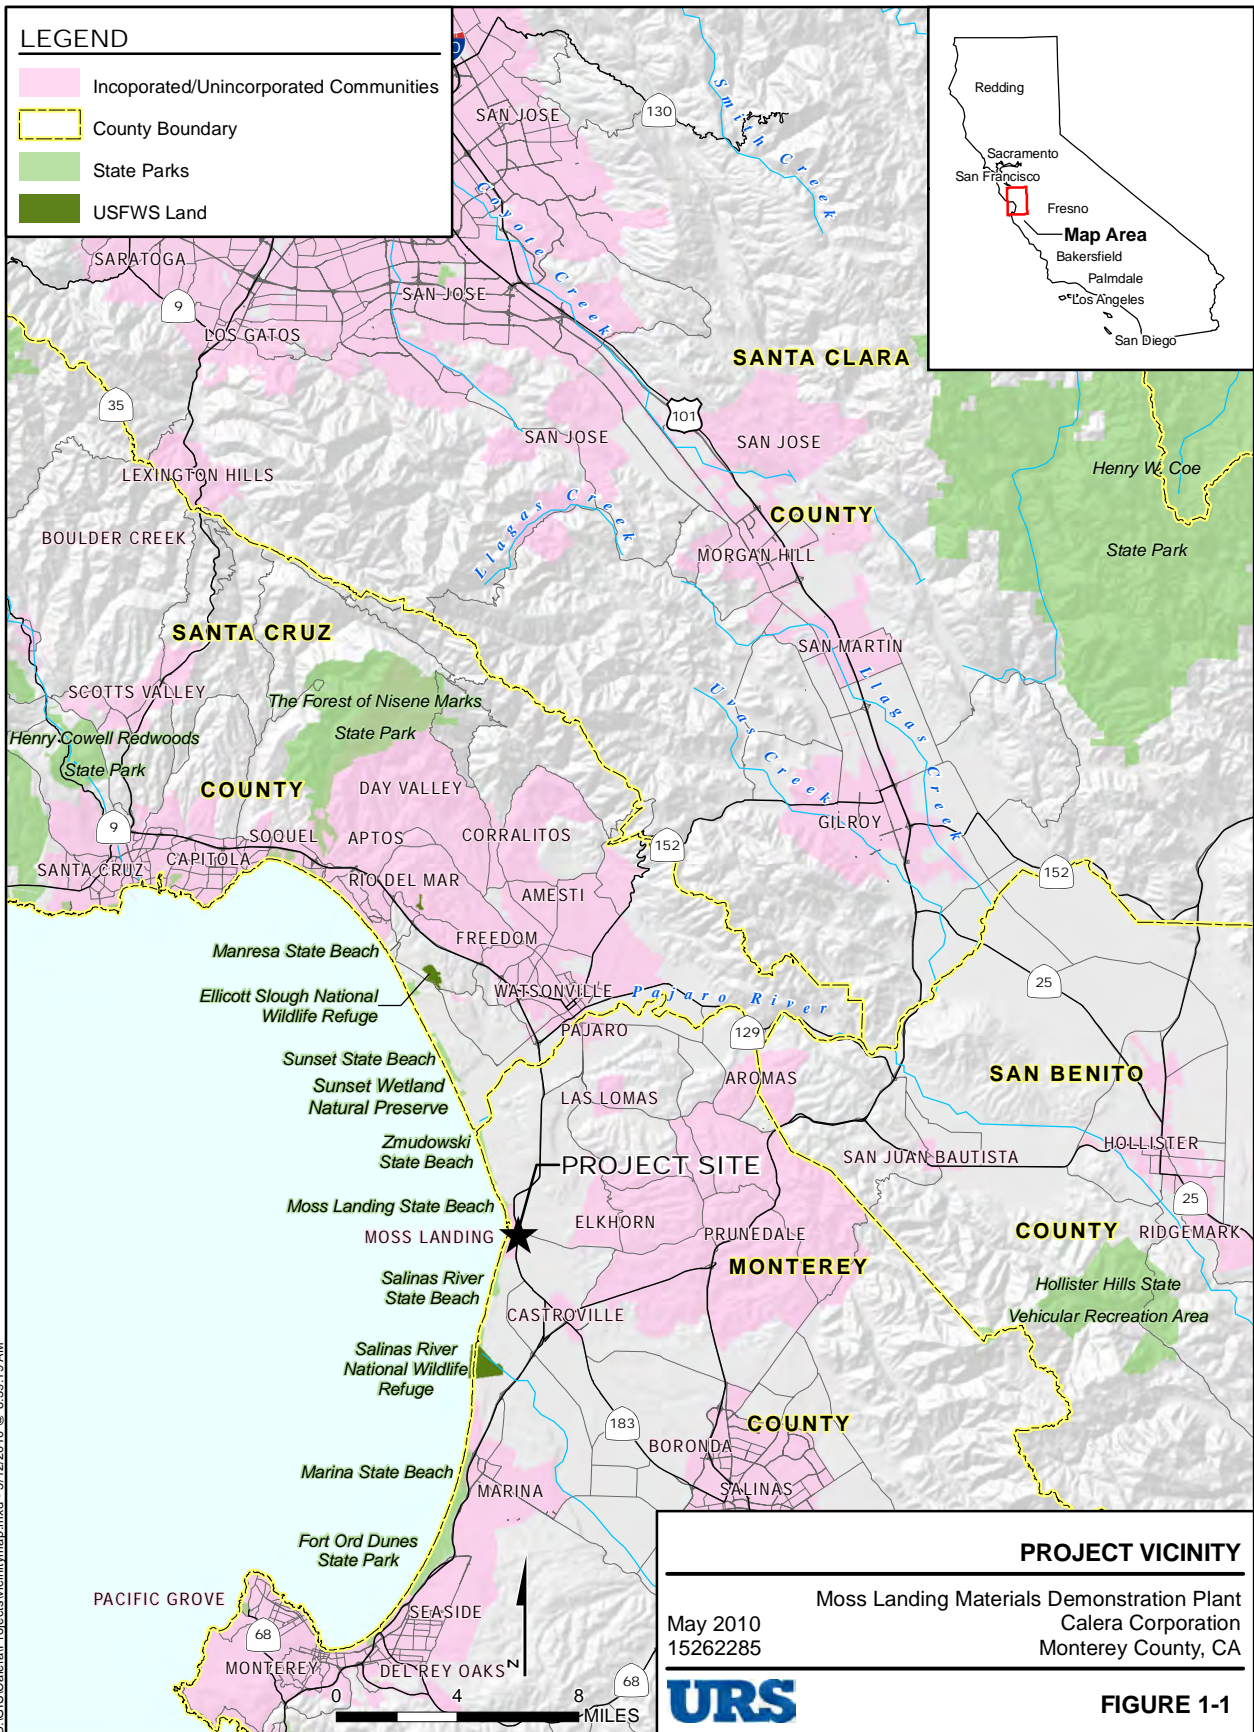 LEGEND
Incoporated/Unincorporated Communities
County Boundary
State Parks
USFWS Land
Redding
Sacramento
San Francisco
Fresno
Map Area
Bakersfield
Palmdale
Los Angeles
San Diego
SAN JOSE
130
Smith Creek
Coyote Creek
SARATOGA
9
SAN JOSE
LOS GATOS
SANTA CLARA
35
101
SAN JOSE
SAN JOSE
LEXINGTON HILLS
Henry W. Coe
Llagas Creek
COUNTY
BOULDER CREEK
MORGAN HILL
State Park
SANTA CRUZ
SAN MARTIN
SCOTTS VALLEY
The Forest of Nisene Marks
State Park
Uvas Creek
Llagas Creek
Henry Cowell Redwoods
State Park
COUNTY
DAY VALLEY
9
SOQUEL
APTOS
CORRALITOS
GILROY
152
SANTA CRUZ
CAPITOLA
RIO DEL MAR
AMESTI
152
FREEDOM
Manresa State Beach
WATSONVILLE
Pajaro River
25
Ellicott Slough National
Wildlife Refuge
PAJARO
129
Sunset State Beach
AROMAS
SAN BENITO
Sunset Wetland
Natural Preserve
LAS LOMAS
Zmudowski
State Beach
HOLLISTER
PROJECT SITE
SAN JUAN BAUTISTA
Moss Landing State Beach
25
MOSS LANDING
ELKHORN
PRUNEDALE
COUNTY
RIDGEMARK
MONTEREY
Salinas River
State Beach
Hollister Hills State
Vehicular Recreation Area
CASTROVILLE
Salinas River
National Wildlife
Refuge
183
COUNTY
BORONDA
Marina State Beach
MARINA
SALINAS
Fort Ord Dunes
State Park
PACIFIC GROVE
SEASIDE
68
MONTEREY
DEL REY OAKS
N
68
0 4 8
MILES
PROJECT VICINITY
Moss Landing Materials Demonstration Plant
May 2010
Calera Corporation
15262285
Monterey County, CA
URS
FIGURE 1-1